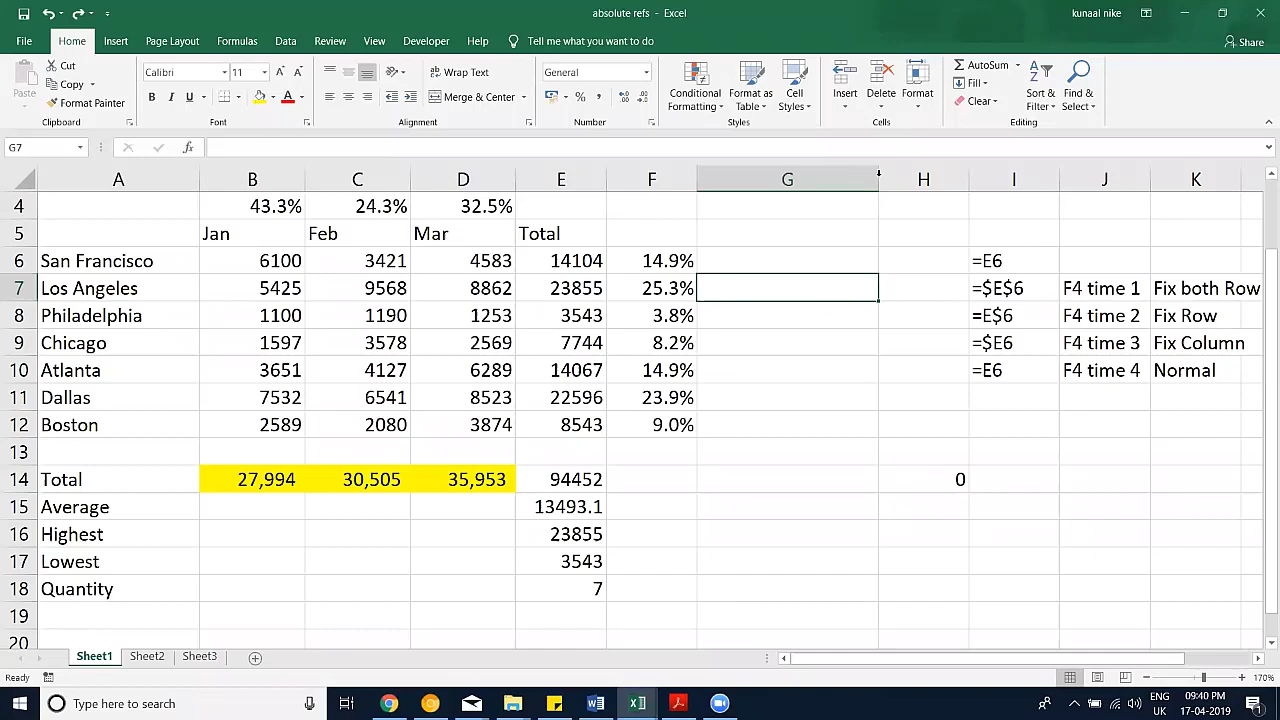 absolute refs - Excel
kunaal nike
File Home Insert Page Layout Formulas Data Review View Developer Help Tell me what you want to do Share
Paste
Cut
Copy
Format Painter
Clipboard
Calibri 11 A A
B I U A
Font
Wrap Text
Merge & Center
Alignment
General
% ,
Number
Conditional Formatting
Format as Table
Cell Styles
Styles
Insert Delete Format
Cells
AutoSum
Fill
Clear
Sort & Filter
Find & Select
Editing
G7 fx
A B C D E F G H I J K
4 43.3% 24.3% 32.5%
5 Jan Feb Mar Total
6 San Francisco 6100 3421 4583 14104 14.9% =E6
7 Los Angeles 5425 9568 8862 23855 25.3% =$E$6 F4 time 1 Fix both Row
8 Philadelphia 1100 1190 1253 3543 3.8% =E$6 F4 time 2 Fix Row
9 Chicago 1597 3578 2569 7744 8.2% =$E6 F4 time 3 Fix Column
10 Atlanta 3651 4127 6289 14067 14.9% =E6 F4 time 4 Normal
11 Dallas 7532 6541 8523 22596 23.9%
12 Boston 2589 2080 3874 8543 9.0%
13
14 Total 27,994 30,505 35,953 94452 0
15 Average 13493.1
16 Highest 23855
17 Lowest 3543
18 Quantity 7
19
20
Sheet1 Sheet2 Sheet3
Ready 170%
Type here to search
ENG 09:40 PM
UK 17-04-2019